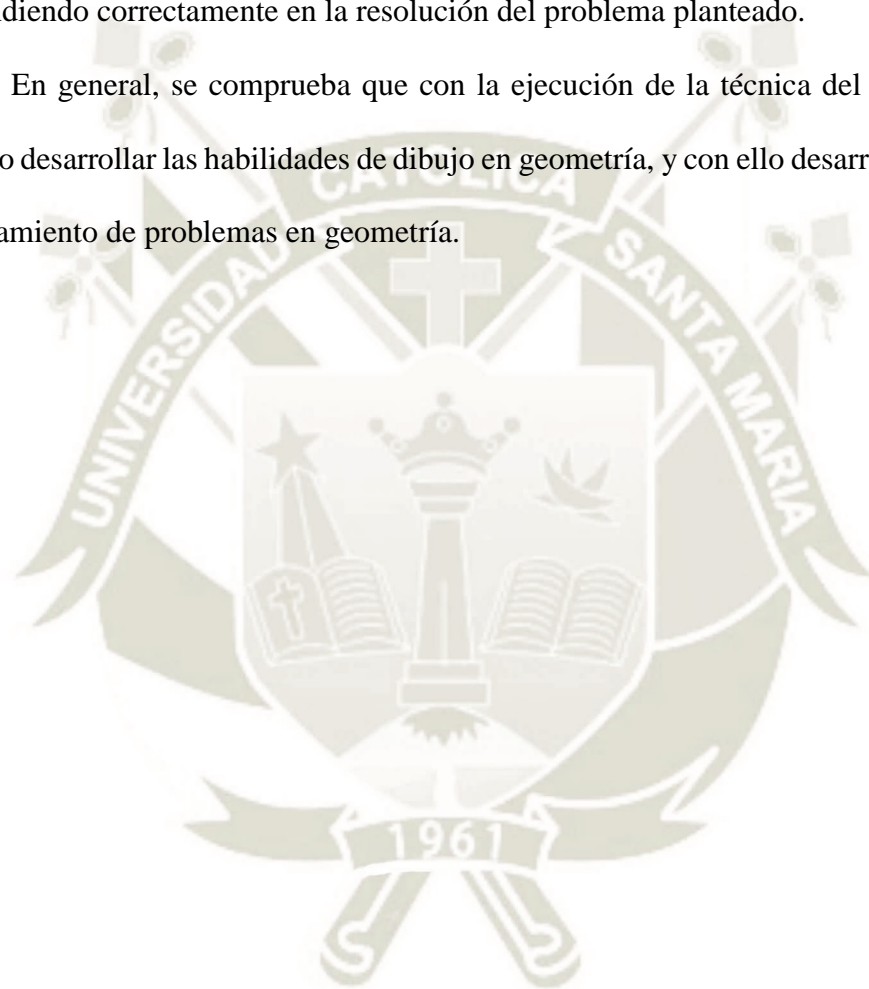 diendo correctamente en la resolución del problema planteado.
En general, se comprueba que con la ejecución de la técnica del
o desarrollar las habilidades de dibujo en geometría, y con ello desarr
amiento de problemas en geometría.
UNIVERSIDAD CATOLICA SANTA MARIA
1961